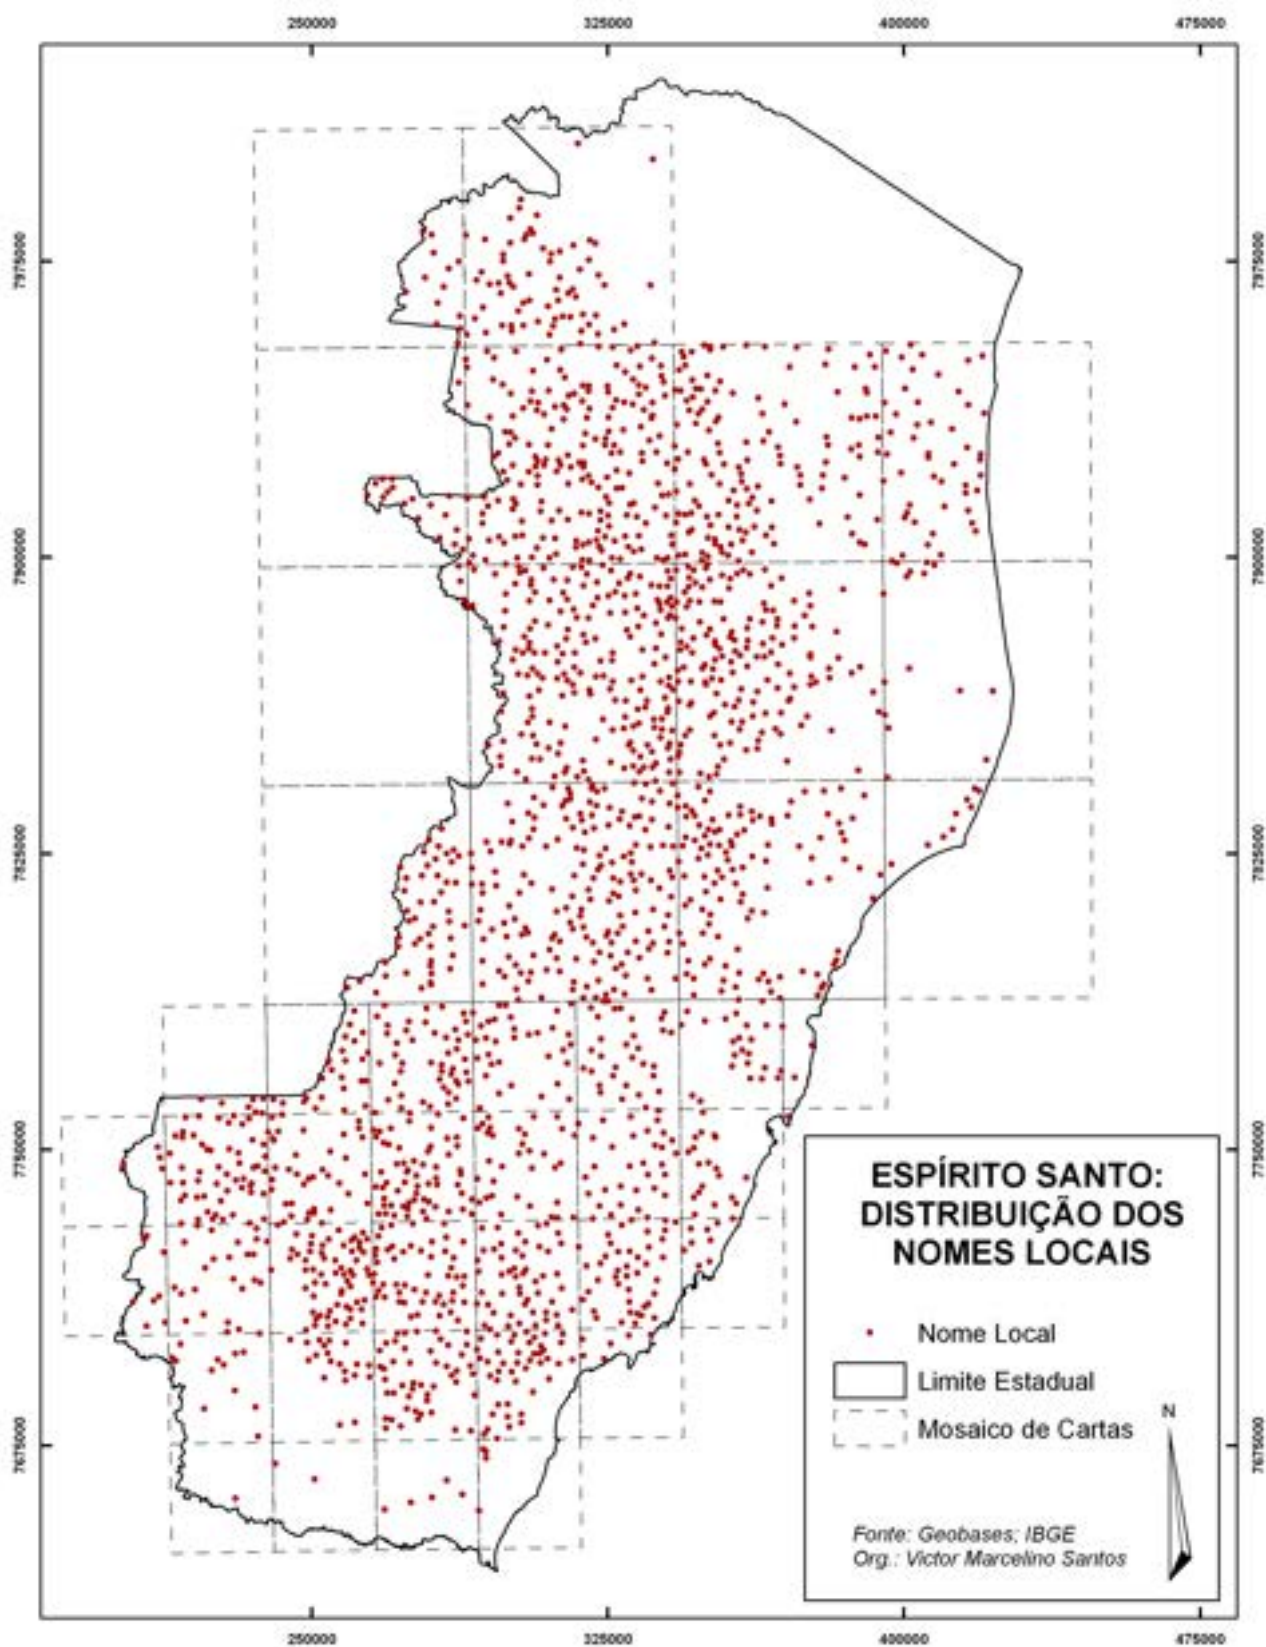 250000 325000 400000 475000
7975000 7975000
7900000 7900000
7825000 7825000
7750000 7750000
7675000 7675000
ESPÍRITO SANTO:
DISTRIBUIÇÃO DOS
NOMES LOCAIS
Nome Local
Limite Estadual
Mosaico de Cartas
N
Fonte: Geobases; IBGE
Org.: Victor Marcelino Santos
250000 325000 400000 475000